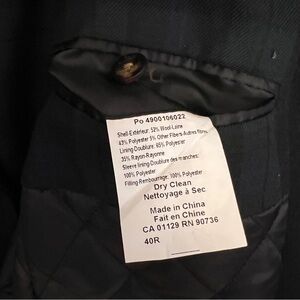 Po 4900106022
Shell-Extérieur: 52% Wool-Laine
43% Polyester 5% Other Fibers-Autres fibres
Lining-Doublure: 65% Polyester
35% Rayon-Rayonne
Sleeve lining-Doublure des manches:
100% Polyester
Filling-Rembourrage: 100% Polyester
Dry Clean
Nettoyage à Sec
Made in China
Fait en Chine
CA 01129 RN 90736
40R